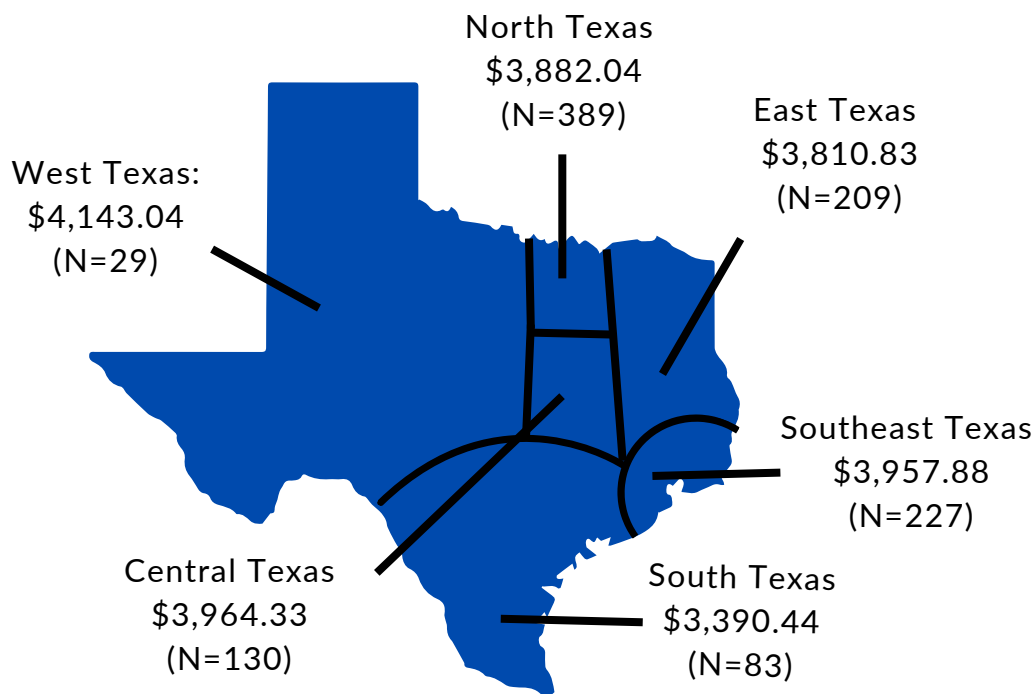 North Texas
$3,882.04
(N=389)
East Texas
$3,810.83
(N=209)
West Texas:
$4,143.04
(N=29)
Southeast Texas
$3,957.88
(N=227)
Central Texas
$3,964.33
(N=130)
South Texas
$3,390.44
(N=83)